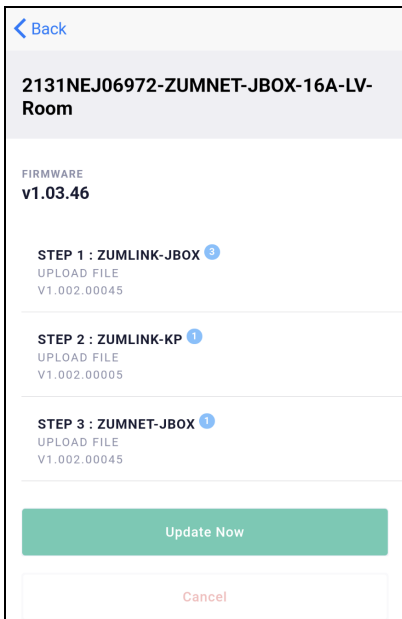 Back
2131NEJ06972-ZUMNET-JBOX-16A-LV-
Room
FIRMWARE
v1.03.46
STEP 1 : ZUMLINK-JBOX 3
UPLOAD FILE
V1.002.00045
STEP 2 : ZUMLINK-KP 1
UPLOAD FILE
V1.002.00005
STEP 3 : ZUMNET-JBOX 1
UPLOAD FILE
V1.002.00045
Update Now
Cancel